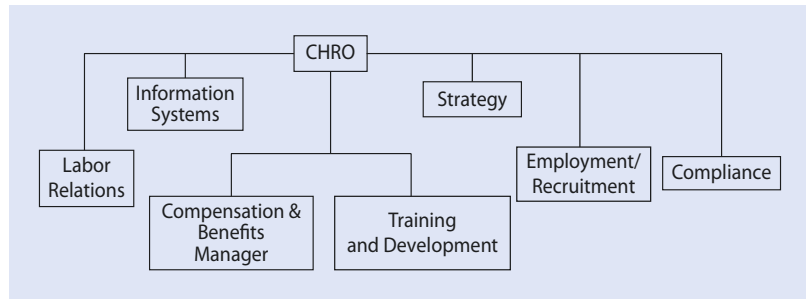 CHRO
Information
Systems
Strategy
Labor
Relations
Employment/
Recruitment
Compliance
Compensation &
Benefits
Manager
Training
and Development